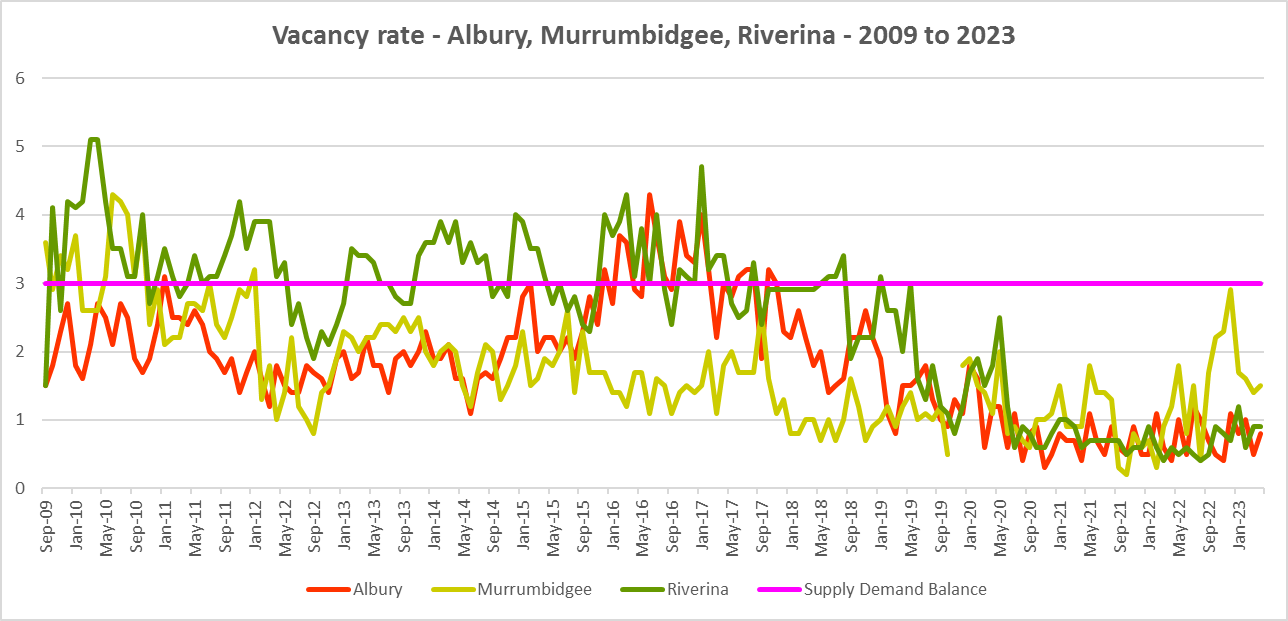 Vacancy rate - Albury, Murrumbidgee, Riverina - 2009 to 2023
6
5
4
3
2
1
0
Sep-09 Jan-10 May-10 Sep-10 Jan-11 May-11 Sep-11 Jan-12 May-12 Sep-12 Jan-13 May-13 Sep-13 Jan-14 May-14 Sep-14 Jan-15 May-15 Sep-15 Jan-16 May-16 Sep-16 Jan-17 May-17 Sep-17 Jan-18 May-18 Sep-18 Jan-19 May-19 Sep-19 Jan-20 May-20 Sep-20 Jan-21 May-21 Sep-21 Jan-22 May-22 Sep-22 Jan-23
Albury Murrumbidgee Riverina Supply Demand Balance